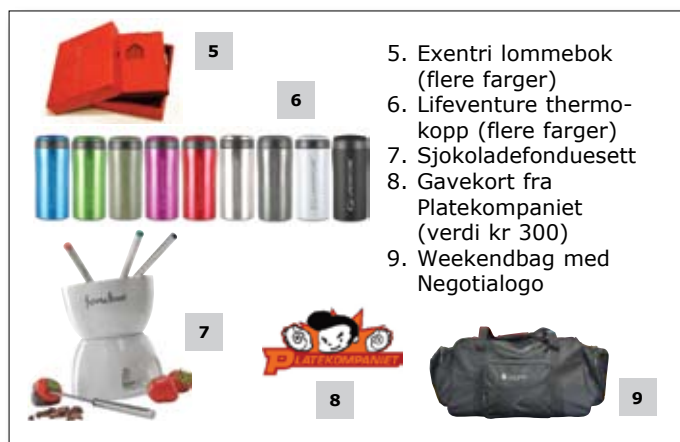 5
6
5. Exentri lommebok
(flere farger)
6. Lifeventure thermo-
kopp (flere farger)
7. Sjokoladefonduesett
8. Gavekort fra
Platekompaniet
(verdi kr 300)
9. Weekendbag med
Negotialogo
fondue
7
PLATEKOMPANIET
8
9